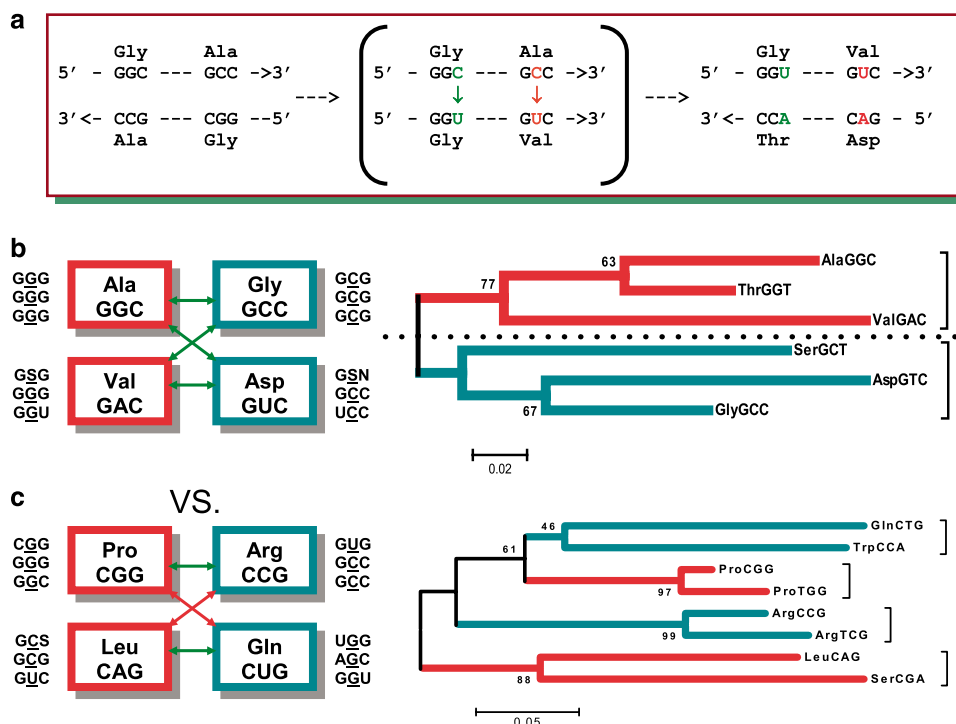 a
Gly Ala
5′ - GGC --- GCC ->3′
3′<- CCG --- CGG --5′
Ala Gly
--->
Gly Ala
5′ - GGC --- GCC ->3′
GGU --- GUC ->3′
Gly Val
--->
Gly Val
5′ - GGU --- GUC ->3′
3′<- CCA --- CAG - 5′
Thr Asp
b
GGG
GGG
GGG
Ala
GGC
Gly
GCC
GCG
GCG
GCG
GSG
GGG
GGU
Val
GAC
Asp
GUC
GSN
GCC
UCC
77
63
AlaGGC
ThrGGT
ValGAC
SerGCT
AspGTC
67
GlyGCC
0.02
c
VS.
CGG
GGG
GGC
Pro
CGG
Arg
CCG
GUG
GCC
GCC
GCS
GCG
GUC
Leu
CAG
Gln
CUG
UGG
AGC
GGU
61
46
GlnCTG
TrpCCA
ProCGG
97
ProTGG
ArgCCG
99
ArgTCG
LeuCAG
88
SerCGA
0.05